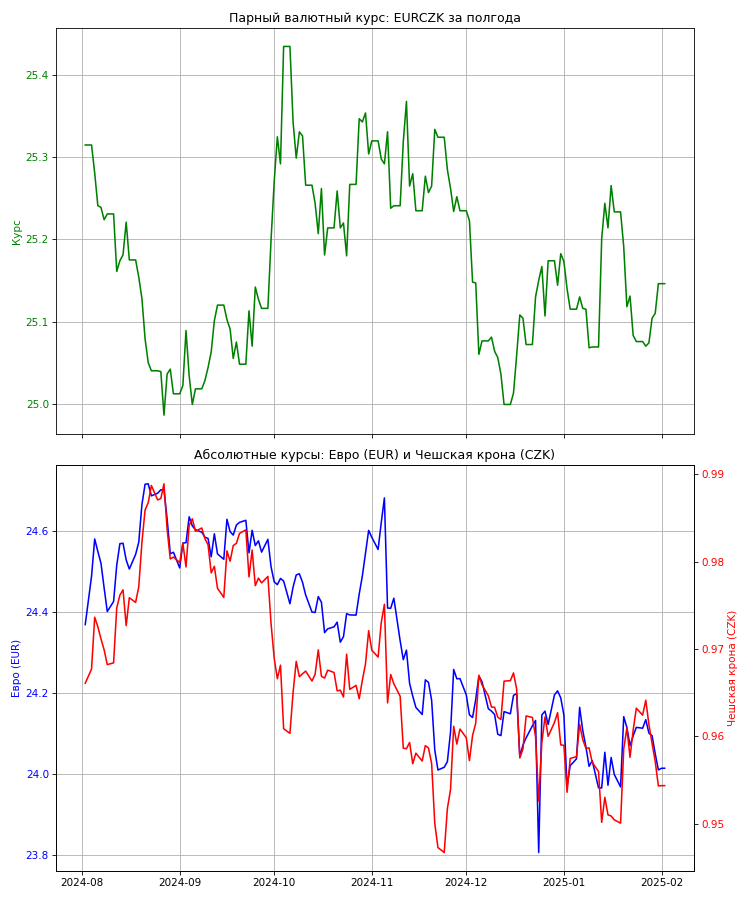 Парный валютный курс: EURCZK за полгода
25.4
25.3
25.2
25.1
25.0
Курс
Абсолютные курсы: Евро (EUR) и Чешская крона (CZK)
24.6
24.4
24.2
24.0
23.8
Евро (EUR)
0.99
0.98
0.97
0.96
0.95
Чешская крона (CZK)
2024-08 2024-09 2024-10 2024-11 2024-12 2025-01 2025-02